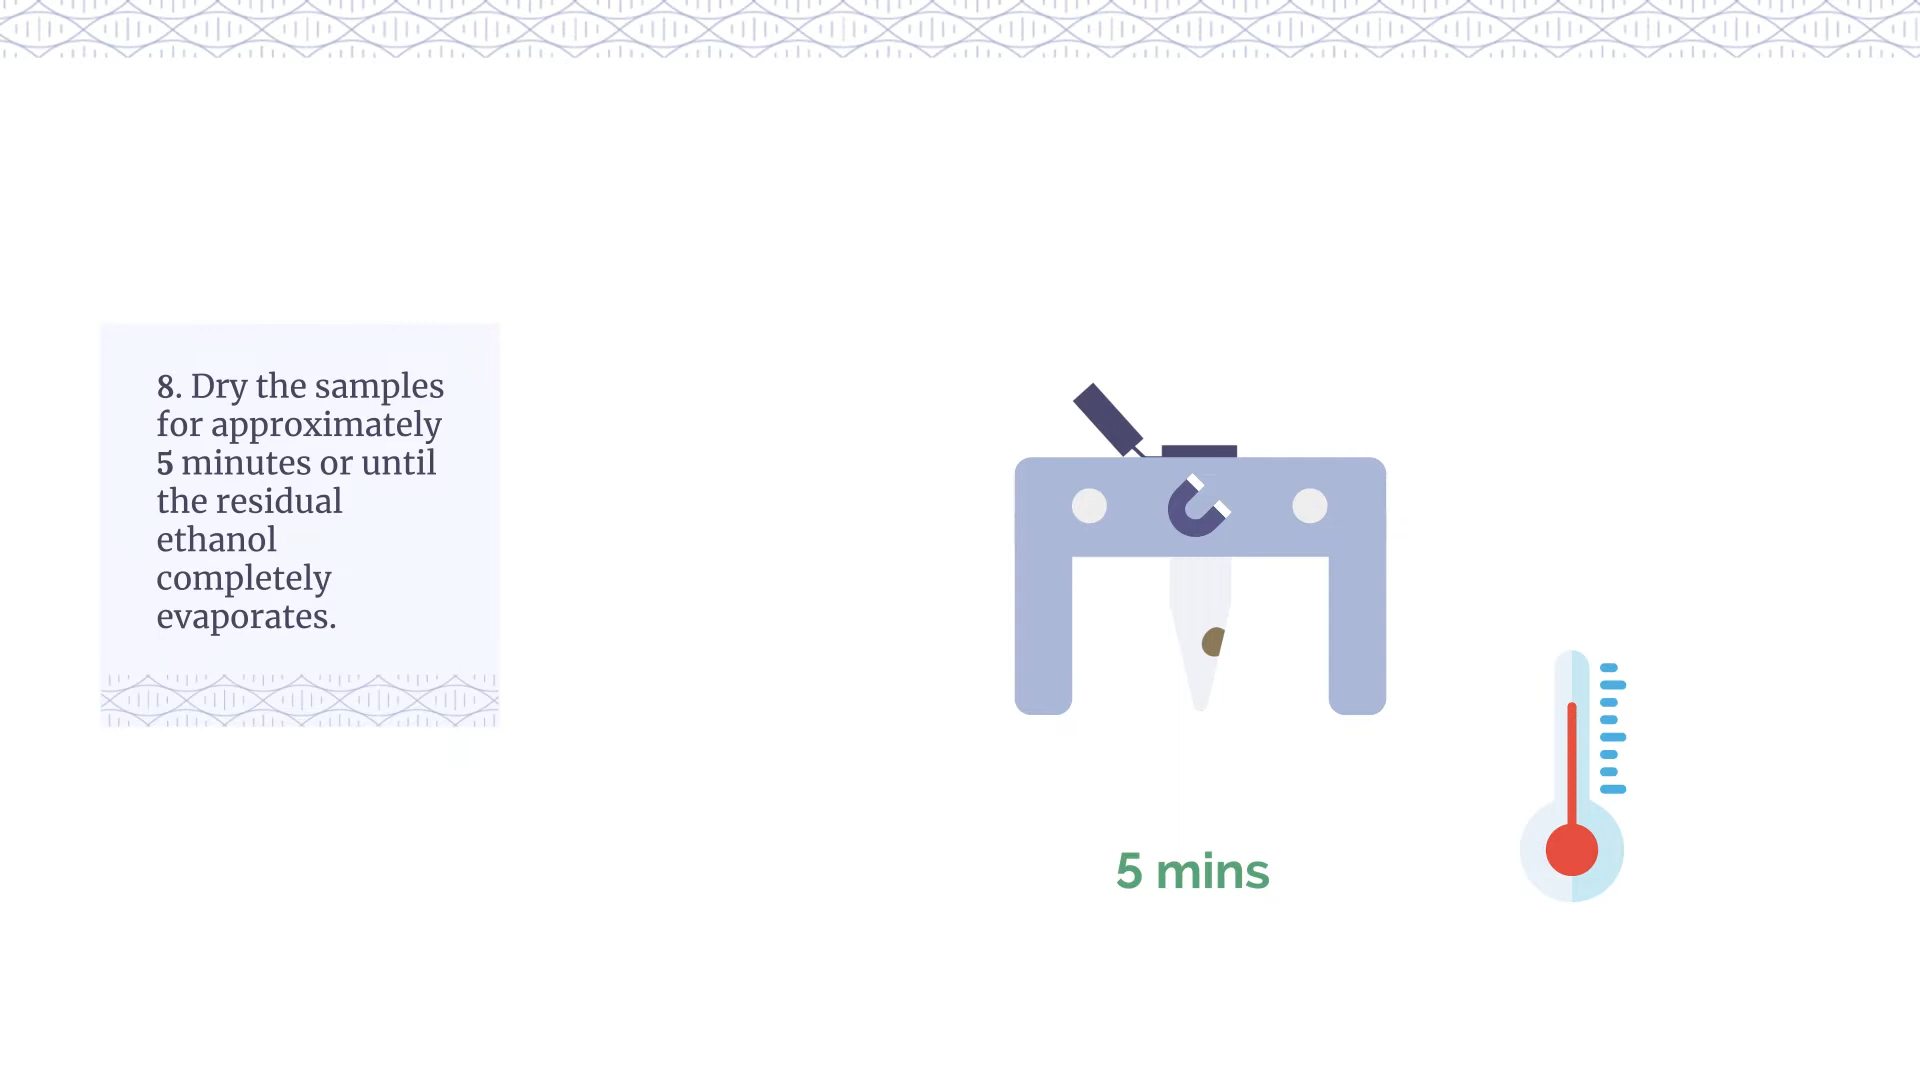 8. Dry the samples
for approximately
5 minutes or until
the residual
ethanol
completely
evaporates.
5 mins